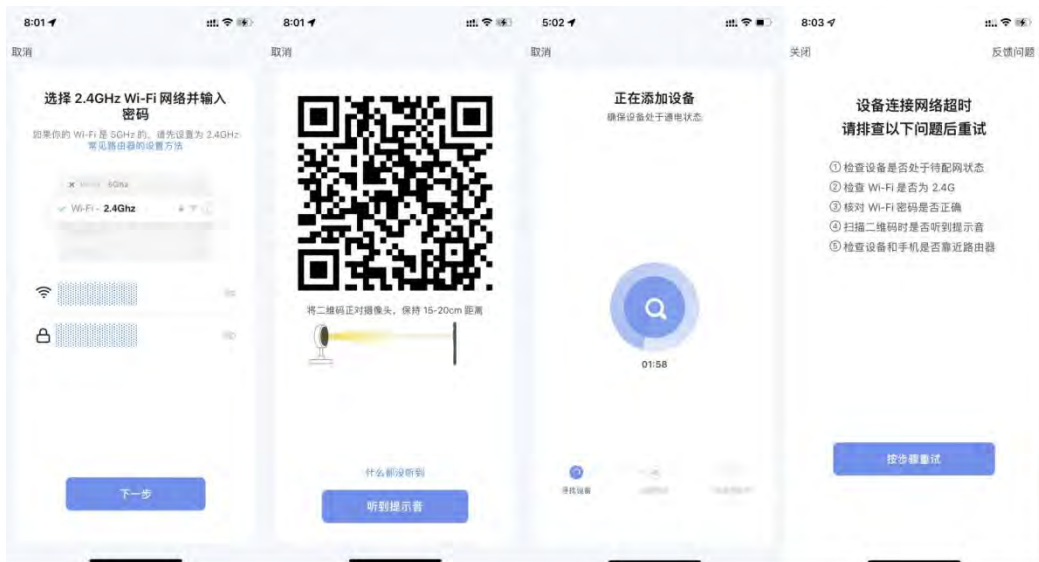 8:01
取消
选择 2.4GHz Wi-Fi 网络并输入
密码
如果你的 Wi-Fi 是 5GHz 的，请先设置为 2.4GHz
常见路由器的设置方法
Wi-Fi - 2.4Ghz
下一步
8:01
取消
将二维码正对摄像头，保持 15-20cm 距离
什么都没听到
听到提示音
5:02
取消
正在添加设备
确保设备处于通电状态
01:58
寻找设备
8:03
关闭
反馈问题
设备连接网络超时
请排查以下问题后重试
① 检查设备是否处于待配网状态
② 检查 Wi-Fi 是否为 2.4G
③ 核对 Wi-Fi 密码是否正确
④ 扫描二维码时是否听到提示音
⑤ 检查设备和手机是否靠近路由器
按步骤重试